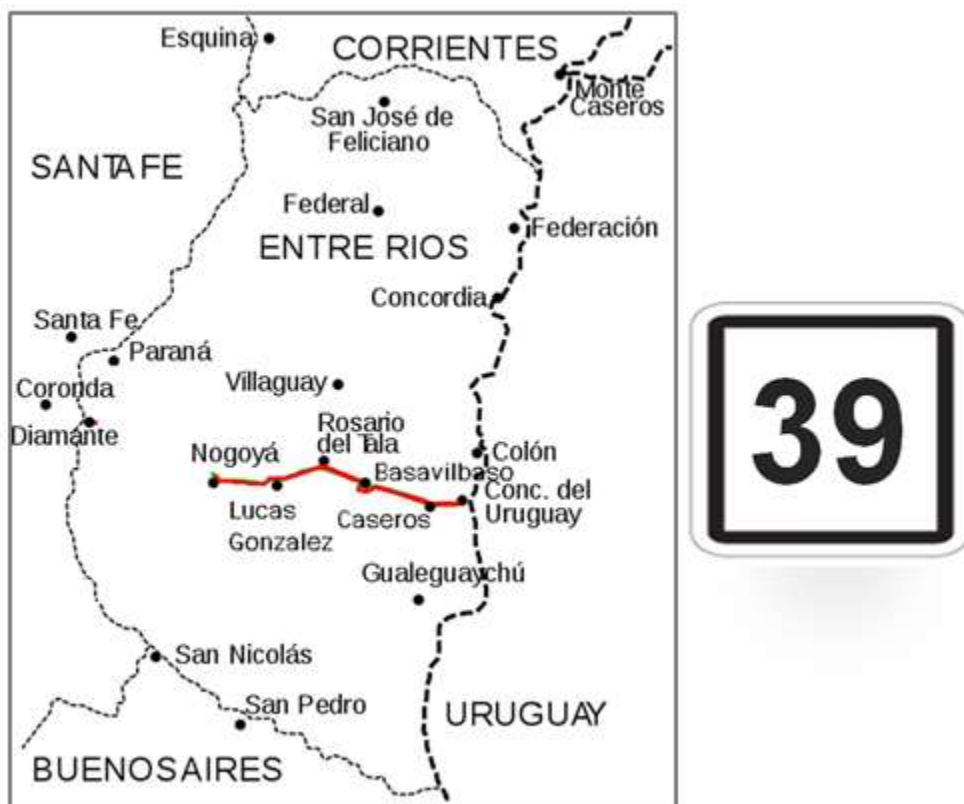 Esquina
CORRIENTES
Monte
Caseros
San José de
Feliciano
SANTA FE
Federal
Federación
ENTRE RIOS
Concordia
Santa Fe
Paraná
Villaguay
Coronda
Diamante
Rosario
del Tala
Colón
Nogoyá
Basavilbaso
Conc. del
Uruguay
Lucas
Gonzalez
Caseros
Gualeguaychú
San Nicolás
San Pedro
URUGUAY
BUENOS AIRES
39